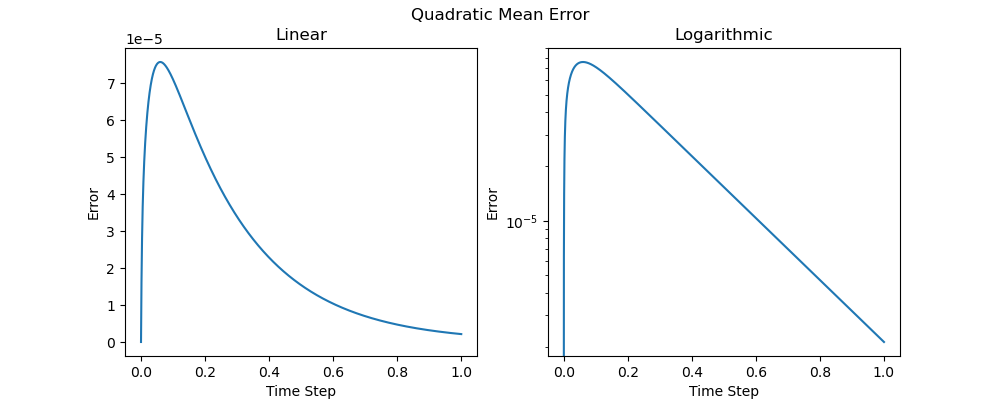 Quadratic Mean Error
Linear
1e−5
7
6
5
4
3
2
1
0
Error
0.0 0.2 0.4 0.6 0.8 1.0
Time Step
Logarithmic
10⁻⁵
Error
0.0 0.2 0.4 0.6 0.8 1.0
Time Step